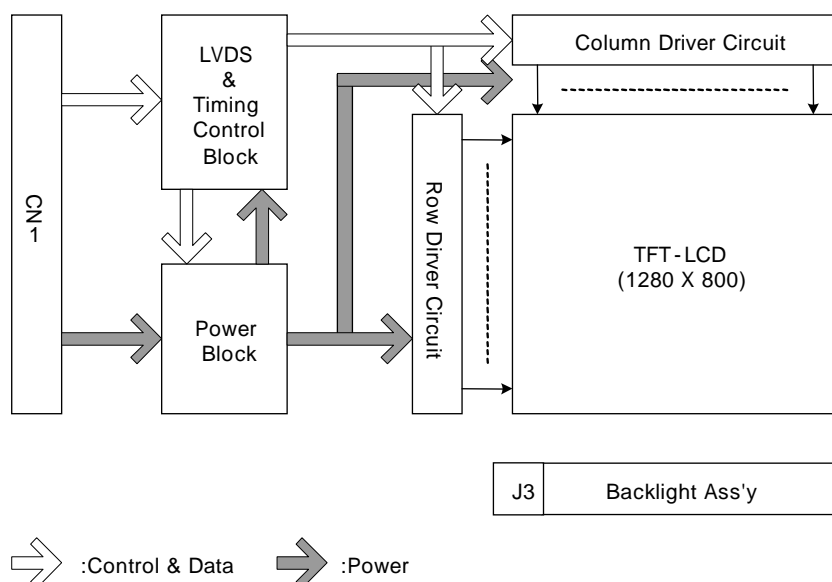 LVDS
&
Timing
Control
Block
Column Driver Circuit
CN1
Row Dirver Circuit
TFT-LCD
(1280 X 800)
Power
Block
J3
Backlight Ass'y
:Control & Data
:Power